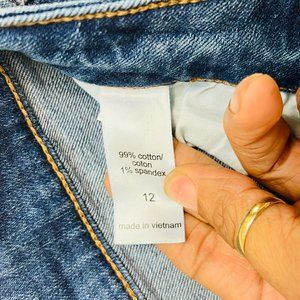 99% cotton/
coton
1% spandex
12
made in vietnam